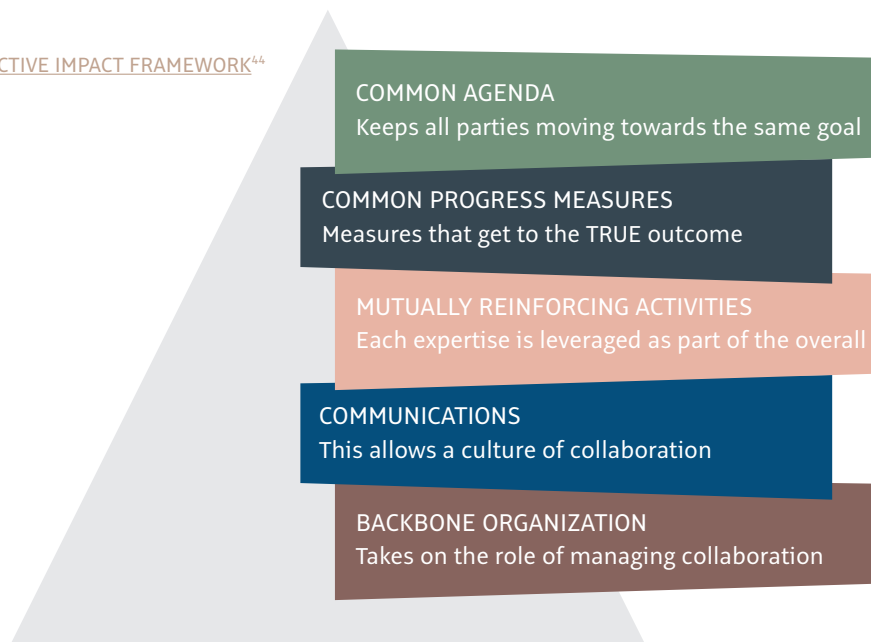 CTIVE IMPACT FRAMEWORK44
COMMON AGENDA
Keeps all parties moving towards the same goal
COMMON PROGRESS MEASURES
Measures that get to the TRUE outcome
MUTUALLY REINFORCING ACTIVITIES
Each expertise is leveraged as part of the overall
COMMUNICATIONS
This allows a culture of collaboration
BACKBONE ORGANIZATION
Takes on the role of managing collaboration